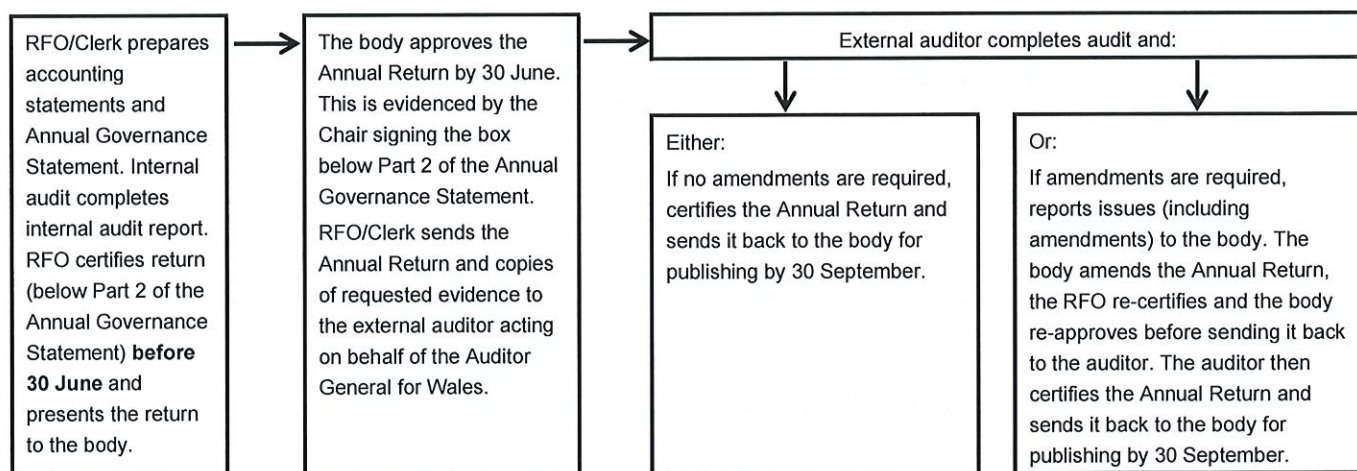 RFO/Clerk prepares
accounting
statements and
Annual Governance
Statement. Internal
audit completes
internal audit report.
RFO certifies return
(below Part 2 of the
Annual Governance
Statement) before
30 June and
presents the return
to the body.
The body approves the
Annual Return by 30 June.
This is evidenced by the
Chair signing the box
below Part 2 of the Annual
Governance Statement.
RFO/Clerk sends the
Annual Return and copies
of requested evidence to
the external auditor acting
on behalf of the Auditor
General for Wales.
External auditor completes audit and:
Either:
If no amendments are required,
certifies the Annual Return and
sends it back to the body for
publishing by 30 September.
Or:
If amendments are required,
reports issues (including
amendments) to the body. The
body amends the Annual Return,
the RFO re-certifies and the body
re-approves before sending it back
to the auditor. The auditor then
certifies the Annual Return and
sends it back to the body for
publishing by 30 September.